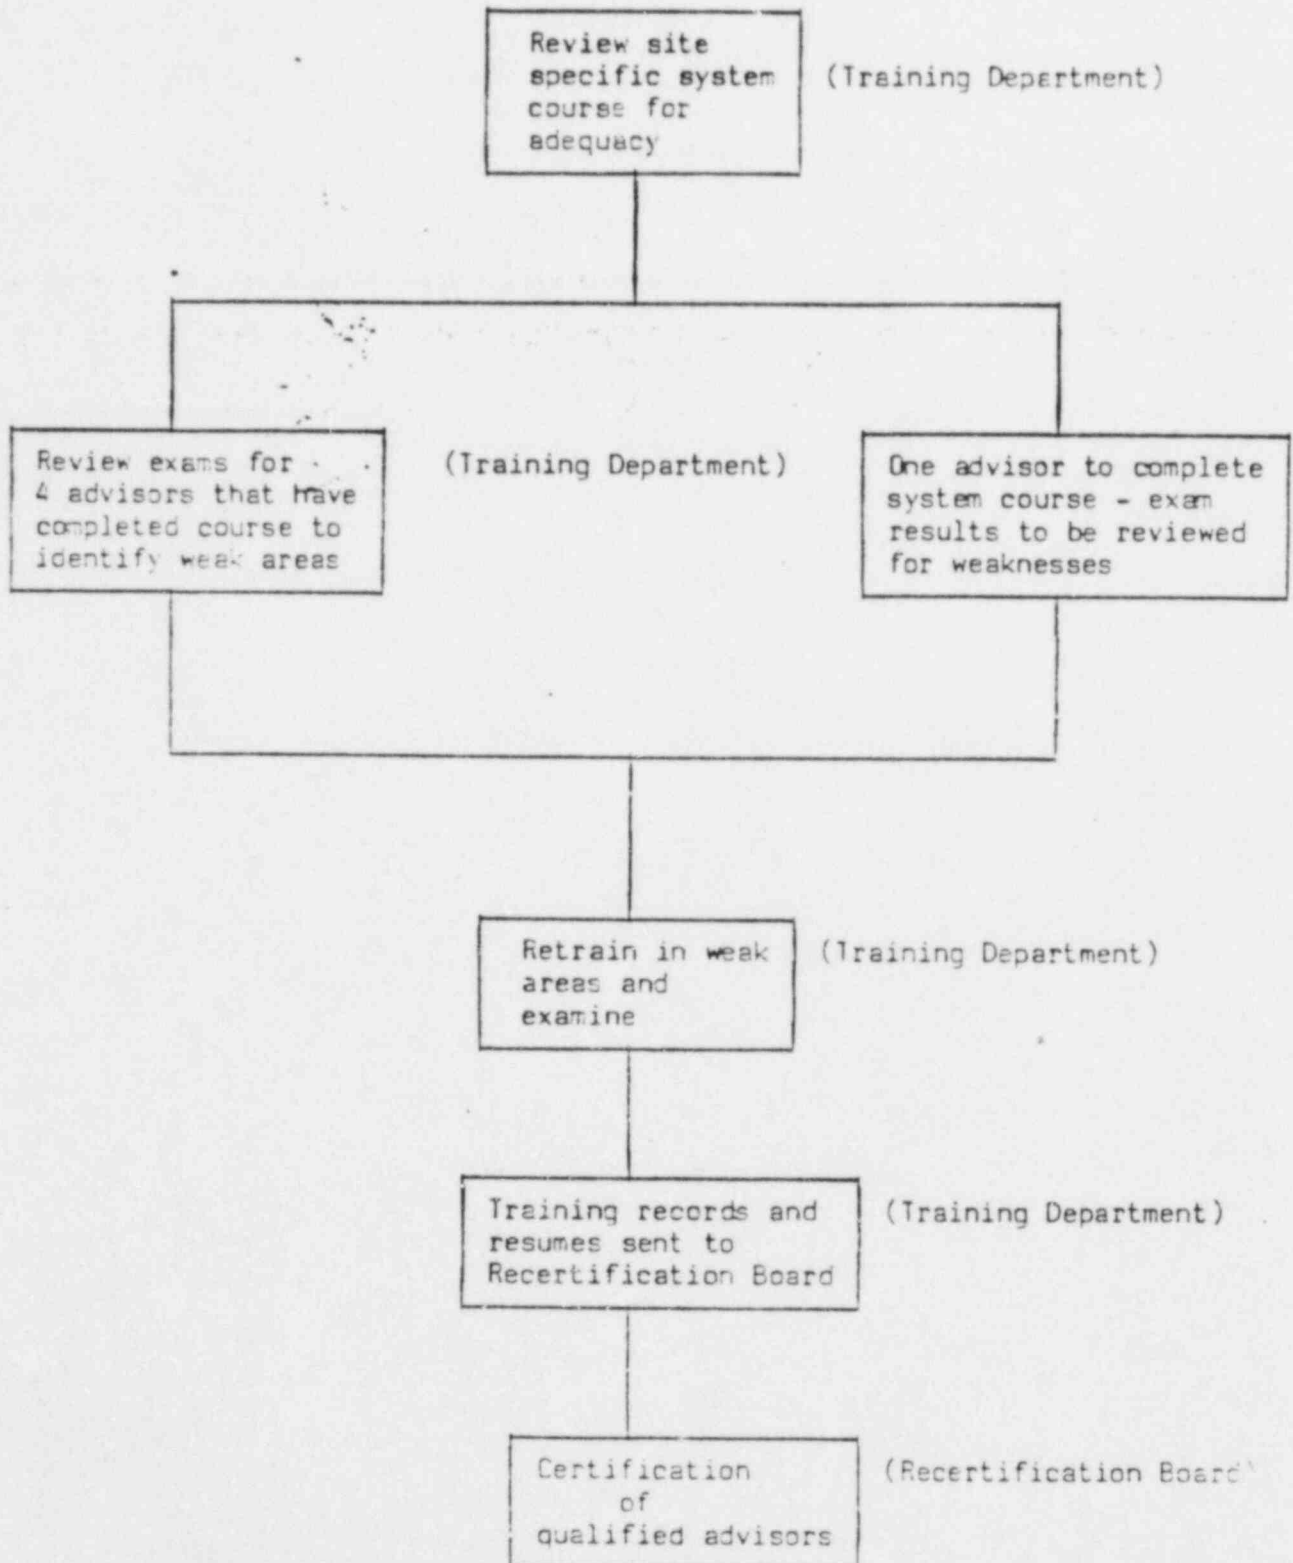 Review site
specific system
course for
adequacy
(Training Department)
Review exams for
4 advisors that have
completed course to
identify weak areas
(Training Department)
One advisor to complete
system course - exam
results to be reviewed
for weaknesses
Retrain in weak
areas and
examine
(Training Department)
Training records and
resumes sent to
Recertification Board
(Training Department)
Certification
of
qualified advisors
(Recertification Board)